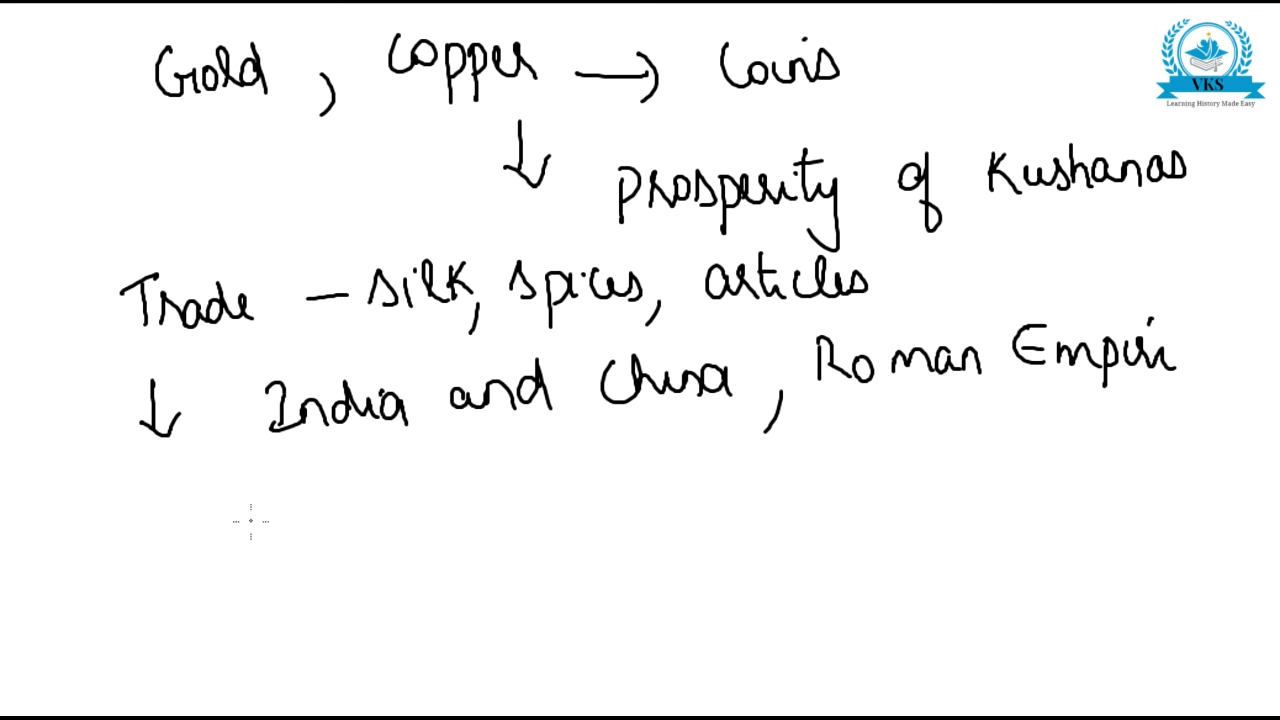 Gold, Copper → Coins
↓
Prosperity of Kushanas
Trade — silk, spices, articles
↓ India and China, Roman Empire
VKS
Learning History Made Easy